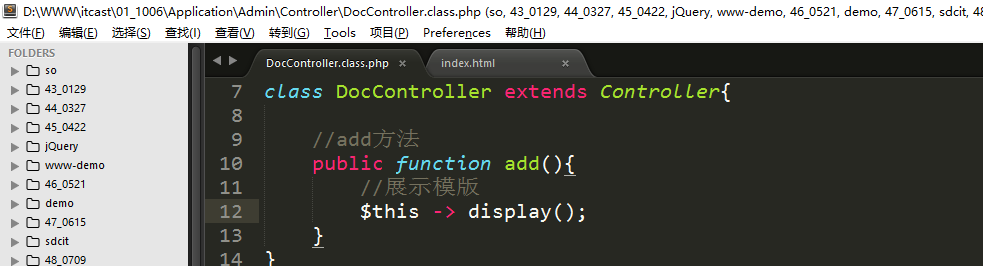 D:\WWW\itcast\01_1006\Application\Admin\Controller\DocController.class.php (so, 43_0129, 44_0327, 45_0422, jQuery, www-demo, 46_0521, demo, 47_0615, sdcit, 48
文件(F) 编辑(E) 选择(S) 查找(I) 查看(V) 转到(G) Tools 项目(P) Preferences 帮助(H)
FOLDERS
so
43_0129
44_0327
45_0422
jQuery
www-demo
46_0521
demo
47_0615
sdcit
48_0709
DocController.class.php × index.html ×
7 class DocController extends Controller{
8
9 //add方法
10 public function add(){
11 //展示模版
12 $this -> display();
13 }
14 }